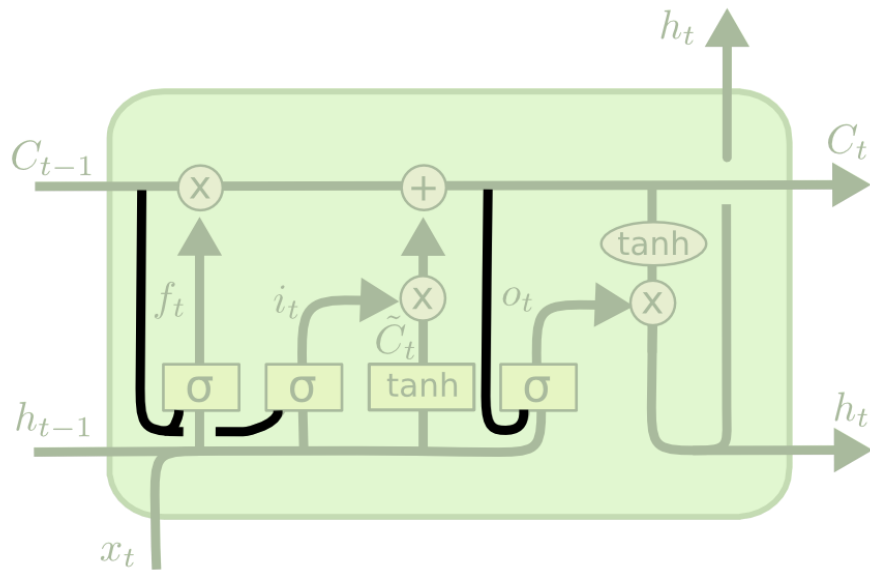 h_t
C_{t-1}
C_t
x
+
tanh
f_t
i_t
x
o_t
x
C̃_t
σ
σ
tanh
σ
h_{t-1}
h_t
x_t